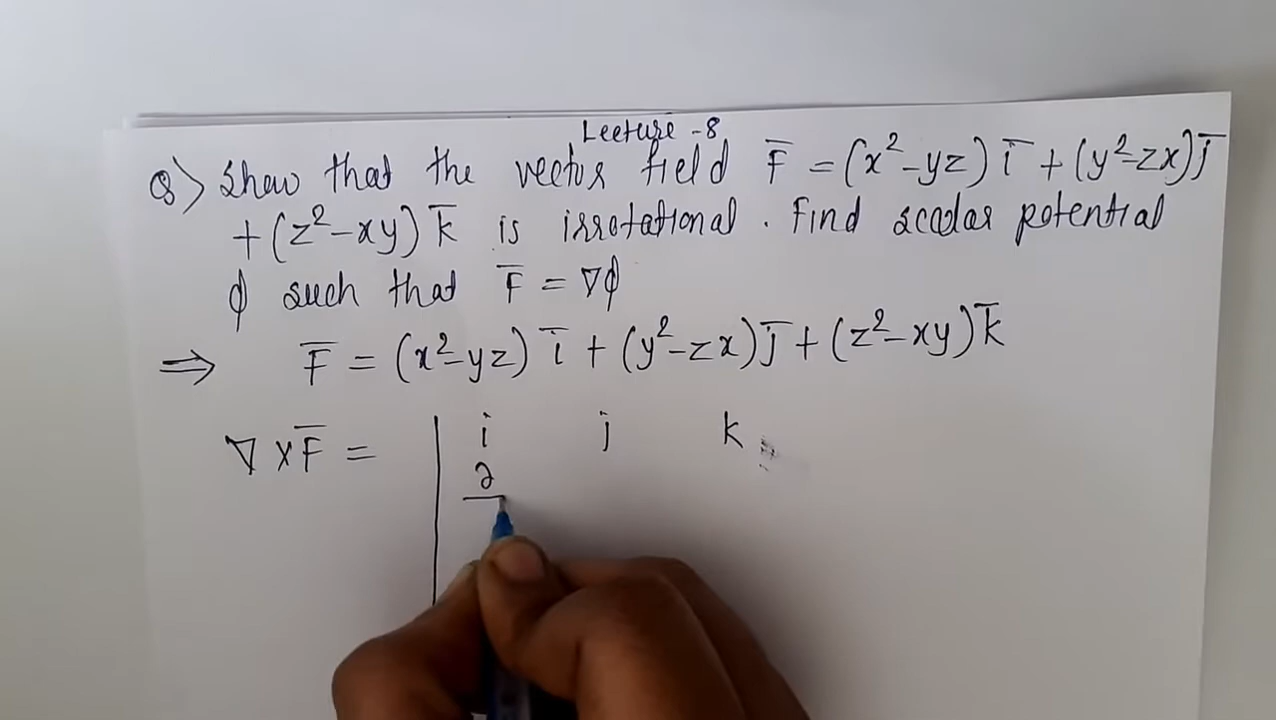 Lecture -8
Q> Show that the vector field F̅ = (x² - yz) i̅ + (y² - zx) j̅
+ (z² - xy) k̅ is irrotational. Find scalar potential
ϕ such that F̅ = ∇ϕ
⇒ F̅ = (x² - yz) i̅ + (y² - zx) j̅ + (z² - xy) k̅
∇ × F̅ = | i j k
∂